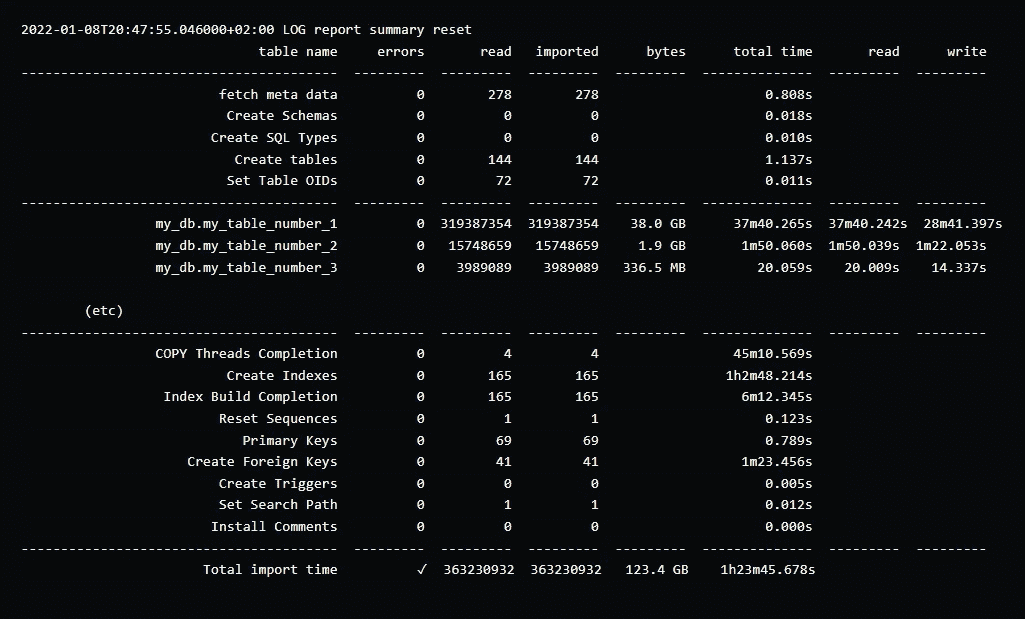 2022-01-08T20:47:55.046000+02:00 LOG report summary reset
table name errors read imported bytes total time read write
--------------------------------------- --------- --------- --------- --------- -------------- --------- ---------
fetch meta data 0 278 278 0.808s
Create Schemas 0 0 0 0.018s
Create SQL Types 0 0 0 0.010s
Create tables 0 144 144 1.137s
Set Table OIDs 0 72 72 0.011s
--------------------------------------- --------- --------- --------- --------- -------------- --------- ---------
my_db.my_table_number_1 0 319387354 319387354 38.0 GB 37m40.265s 37m40.242s 28m41.397s
my_db.my_table_number_2 0 15748659 15748659 1.9 GB 1m50.060s 1m50.039s 1m22.053s
my_db.my_table_number_3 0 3989089 3989089 336.5 MB 20.059s 20.009s 14.337s
(etc)
--------------------------------------- --------- --------- --------- --------- -------------- --------- ---------
COPY Threads Completion 0 4 4 45m10.569s
Create Indexes 0 165 165 1h2m48.214s
Index Build Completion 0 165 165 6m12.345s
Reset Sequences 0 1 1 0.123s
Primary Keys 0 69 69 0.789s
Create Foreign Keys 0 41 41 1m23.456s
Create Triggers 0 0 0 0.005s
Set Search Path 0 1 1 0.012s
Install Comments 0 0 0 0.000s
--------------------------------------- --------- --------- --------- --------- -------------- --------- ---------
Total import time ✓ 363230932 363230932 123.4 GB 1h23m45.678s